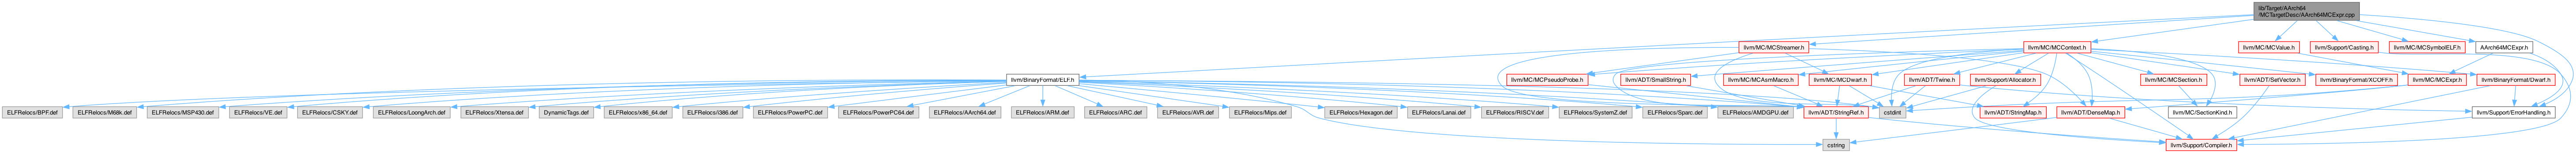 lib/Target/AArch64
/MCTargetDesc/AArch64MCExpr.cpp
llvm/MC/MCStreamer.h
llvm/MC/MCContext.h
llvm/MC/MCValue.h
llvm/Support/Casting.h
llvm/MC/MCSymbolELF.h
AArch64MCExpr.h
llvm/BinaryFormat/ELF.h
llvm/MC/MCPseudoProbe.h
llvm/ADT/SmallString.h
llvm/MC/MCAsmMacro.h
llvm/MC/MCDwarf.h
llvm/ADT/Twine.h
llvm/Support/Allocator.h
llvm/MC/MCSection.h
llvm/ADT/SetVector.h
llvm/BinaryFormat/XCOFF.h
llvm/MC/MCExpr.h
llvm/BinaryFormat/Dwarf.h
ELFRelocs/BPF.def
ELFRelocs/M68k.def
ELFRelocs/MSP430.def
ELFRelocs/VE.def
ELFRelocs/CSKY.def
ELFRelocs/LoongArch.def
ELFRelocs/Xtensa.def
DynamicTags.def
ELFRelocs/x86_64.def
ELFRelocs/i386.def
ELFRelocs/PowerPC.def
ELFRelocs/PowerPC64.def
ELFRelocs/AArch64.def
ELFRelocs/ARM.def
ELFRelocs/ARC.def
ELFRelocs/AVR.def
ELFRelocs/Mips.def
ELFRelocs/Hexagon.def
ELFRelocs/Lanai.def
ELFRelocs/RISCV.def
ELFRelocs/SystemZ.def
ELFRelocs/Sparc.def
ELFRelocs/AMDGPU.def
llvm/ADT/StringRef.h
cstdint
llvm/ADT/StringMap.h
llvm/ADT/DenseMap.h
llvm/MC/SectionKind.h
llvm/Support/ErrorHandling.h
cstring
llvm/Support/Compiler.h